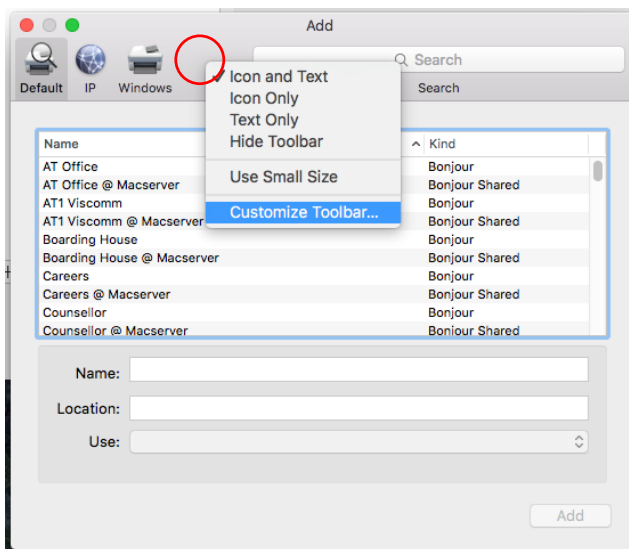 Add
Search
Default IP Windows Search
✓ Icon and Text
Icon Only
Text Only
Hide Toolbar
Use Small Size
Customize Toolbar...
Name Kind
AT Office Bonjour
AT Office @ Macserver Bonjour Shared
AT1 Viscomm Bonjour
AT1 Viscomm @ Macserver Bonjour Shared
Boarding House Bonjour
Boarding House @ Macserver Bonjour Shared
Careers Bonjour
Careers @ Macserver Bonjour Shared
Counsellor Bonjour
Counsellor @ Macserver Bonjour Shared
Name:
Location:
Use:
Add